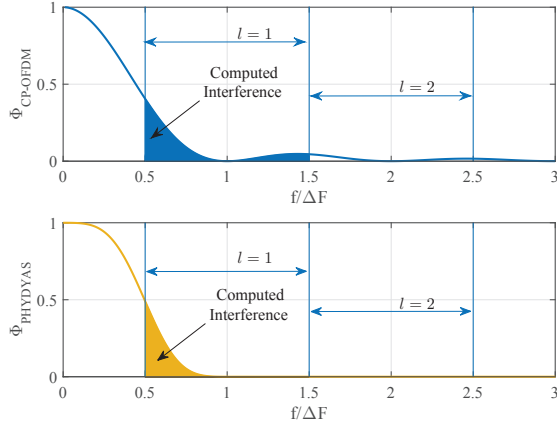 1
l = 1
Computed
Interference
l = 2
0.5
Φ_CP-OFDM
0
0 0.5 1 1.5 2 2.5 3
f/ΔF
1
l = 1
Computed
Interference
l = 2
0.5
Φ_PHYDYAS
0
0 0.5 1 1.5 2 2.5 3
f/ΔF